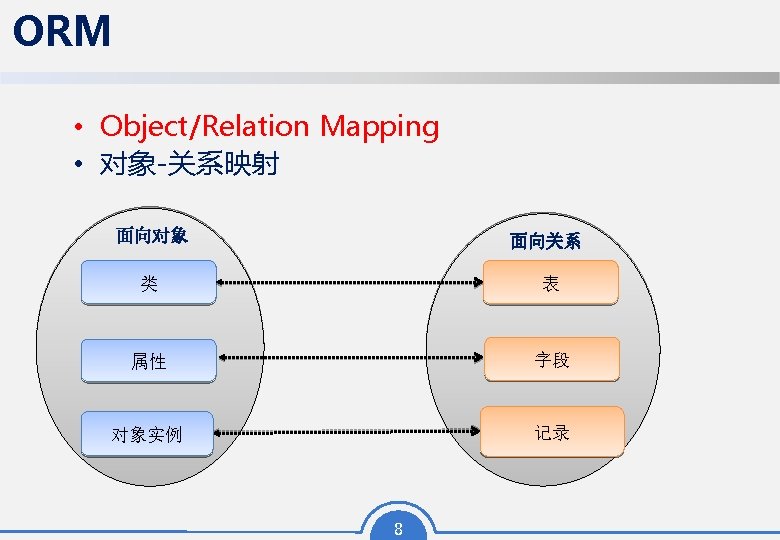 ORM
• Object/Relation Mapping
• 对象-关系映射
面向对象
面向关系
类
表
属性
字段
对象实例
记录
8